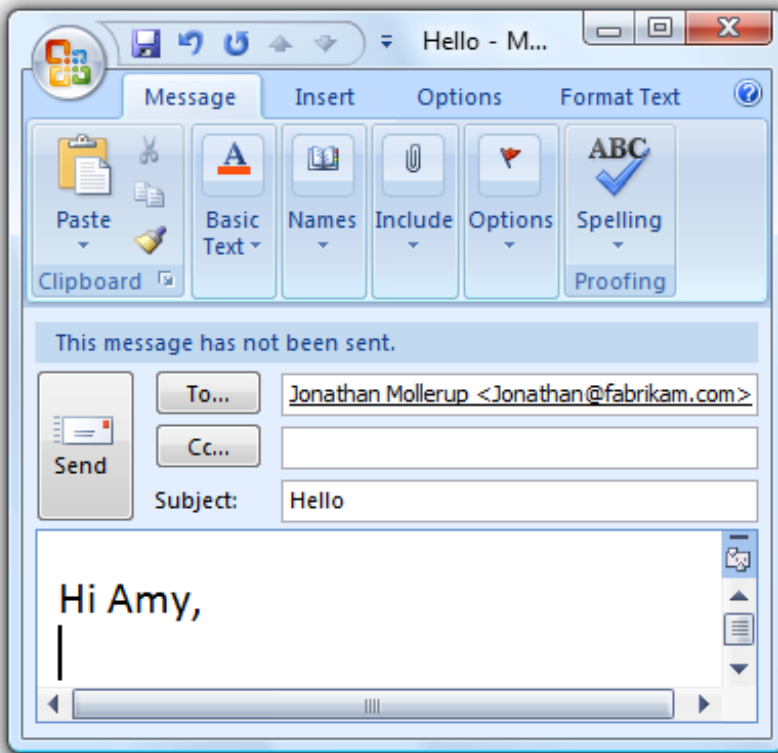 Hello - M...
Message Insert Options Format Text
ABC
Paste Basic Text Names Include Options Spelling
Clipboard Proofing
This message has not been sent.
To... Jonathan Mollerup <Jonathan@fabrikam.com>
Cc...
Send
Subject: Hello
Hi Amy,